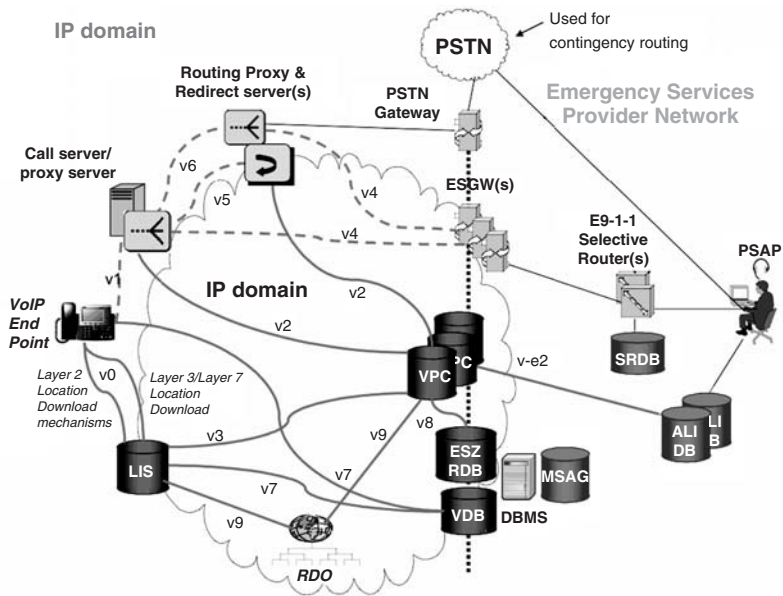 IP domain
PSTN
Used for
contingency routing
Routing Proxy &
Redirect server(s)
PSTN
Gateway
Emergency Services
Provider Network
Call server/
proxy server
v6
v5
v4
v4
ESGW(s)
E9-1-1
Selective
Router(s)
PSAP
v1
VoIP
End
Point
IP domain
v2
v2
VPC
PC
v-e2
SRDB
Layer 2
Location
Download
mechanisms
v0
Layer 3/Layer 7
Location
Download
v3
v9
v8
ALI
DB
LI
B
LIS
v7
v7
ESZ
RDB
MSAG
v9
VDB
DBMS
RDO